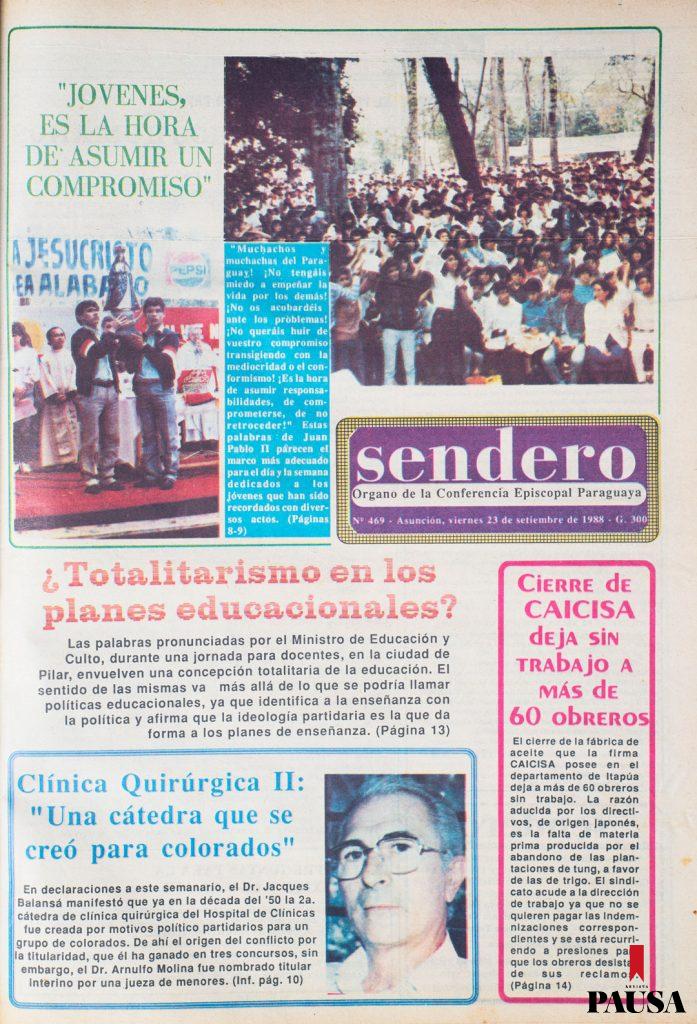 "JOVENES,
ES LA HORA
DE ASUMIR UN
COMPROMISO"
A JESUCRISTO
EA ALABADO
PEPSI
"Muchachos y
muchachas del Para-
guay! ¡No tengáis
miedo a empeñar la
vida por los demás!
¡No os acobardéis
ante los problemas!
¡No queráis huir de
vuestro compromiso
transigiendo con la
mediocridad o el con-
formismo! ¡Es la hora
de asumir responsa-
bilidades, de compro-
meterse, de no
retroceder!" Estas
palabras de Juan
Pablo II párecen el
marco más adecuado
para el día y la semana
dedicados a los
jóvenes que han sido
recordados con diver-
sos actos. (Páginas
8-9)
sendero
Organo de la Conferencia Episcopal Paraguaya
Nº 469 - Asunción, viernes 23 de setiembre de 1988 - G. 300
¿Totalitarismo en los
planes educacionales?
Las palabras pronunciadas por el Ministro de Educación y
Culto, durante una jornada para docentes, en la ciudad de
Pilar, envuelven una concepción totalitaria de la educación. El
sentido de las mismas va más allá de lo que se podría llamar
políticas educacionales, ya que identifica a la enseñanza con
la política y afirma que la ideología partidaria es la que da
forma a los planes de enseñanza. (Página 13)
CIERRE DE
CAICISA
DEJA SIN
TRABAJO A
MÁS DE
60 OBREROS
El cierre de la fábrica de
aceite que la firma
CAICISA posee en el
departamento de Itapúa
deja a más de 60 obreros
sin trabajo. La razón
aducida por los directi-
vos, de origen japonés,
es la falta de materia
prima producida por el
abandono de las plan-
taciones de tung, a favor
de las de trigo. El sindi-
cato acude a la dirección
de trabajo ya que no se
quieren pagar las indem-
nizaciones correspon-
dientes y se está recurri-
endo a presiones pa
que los obreros desist
de sus reclamo
(Página 14)
Clínica Quirúrgica II:
"Una cátedra que se
creó para colorados"
En declaraciones a este semanario, el Dr. Jacques
Balansá manifestó que ya en la década del '50 la 2a.
cátedra de clínica quirúrgica del Hospital de Clínicas
fue creada por motivos político partidarios para un
grupo de colorados. De ahí el origen del conflicto por
la titularidad, que él ha ganado en tres concursos, sin
embargo, el Dr. Arnulfo Molina fue nombrado titular
interino por una jueza de menores. (Inf. pág. 10)
REVISTA
PAUSA